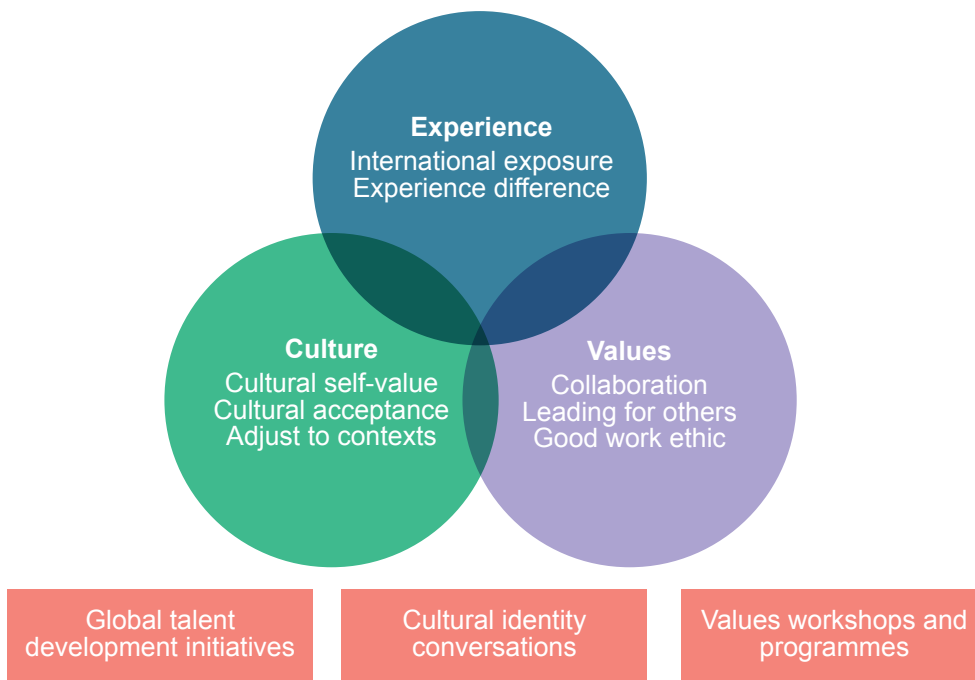 Experience
International exposure
Experience difference
Culture
Cultural self-value
Cultural acceptance
Adjust to contexts
Values
Collaboration
Leading for others
Good work ethic
Global talent
development initiatives
Cultural identity
conversations
Values workshops and
programmes